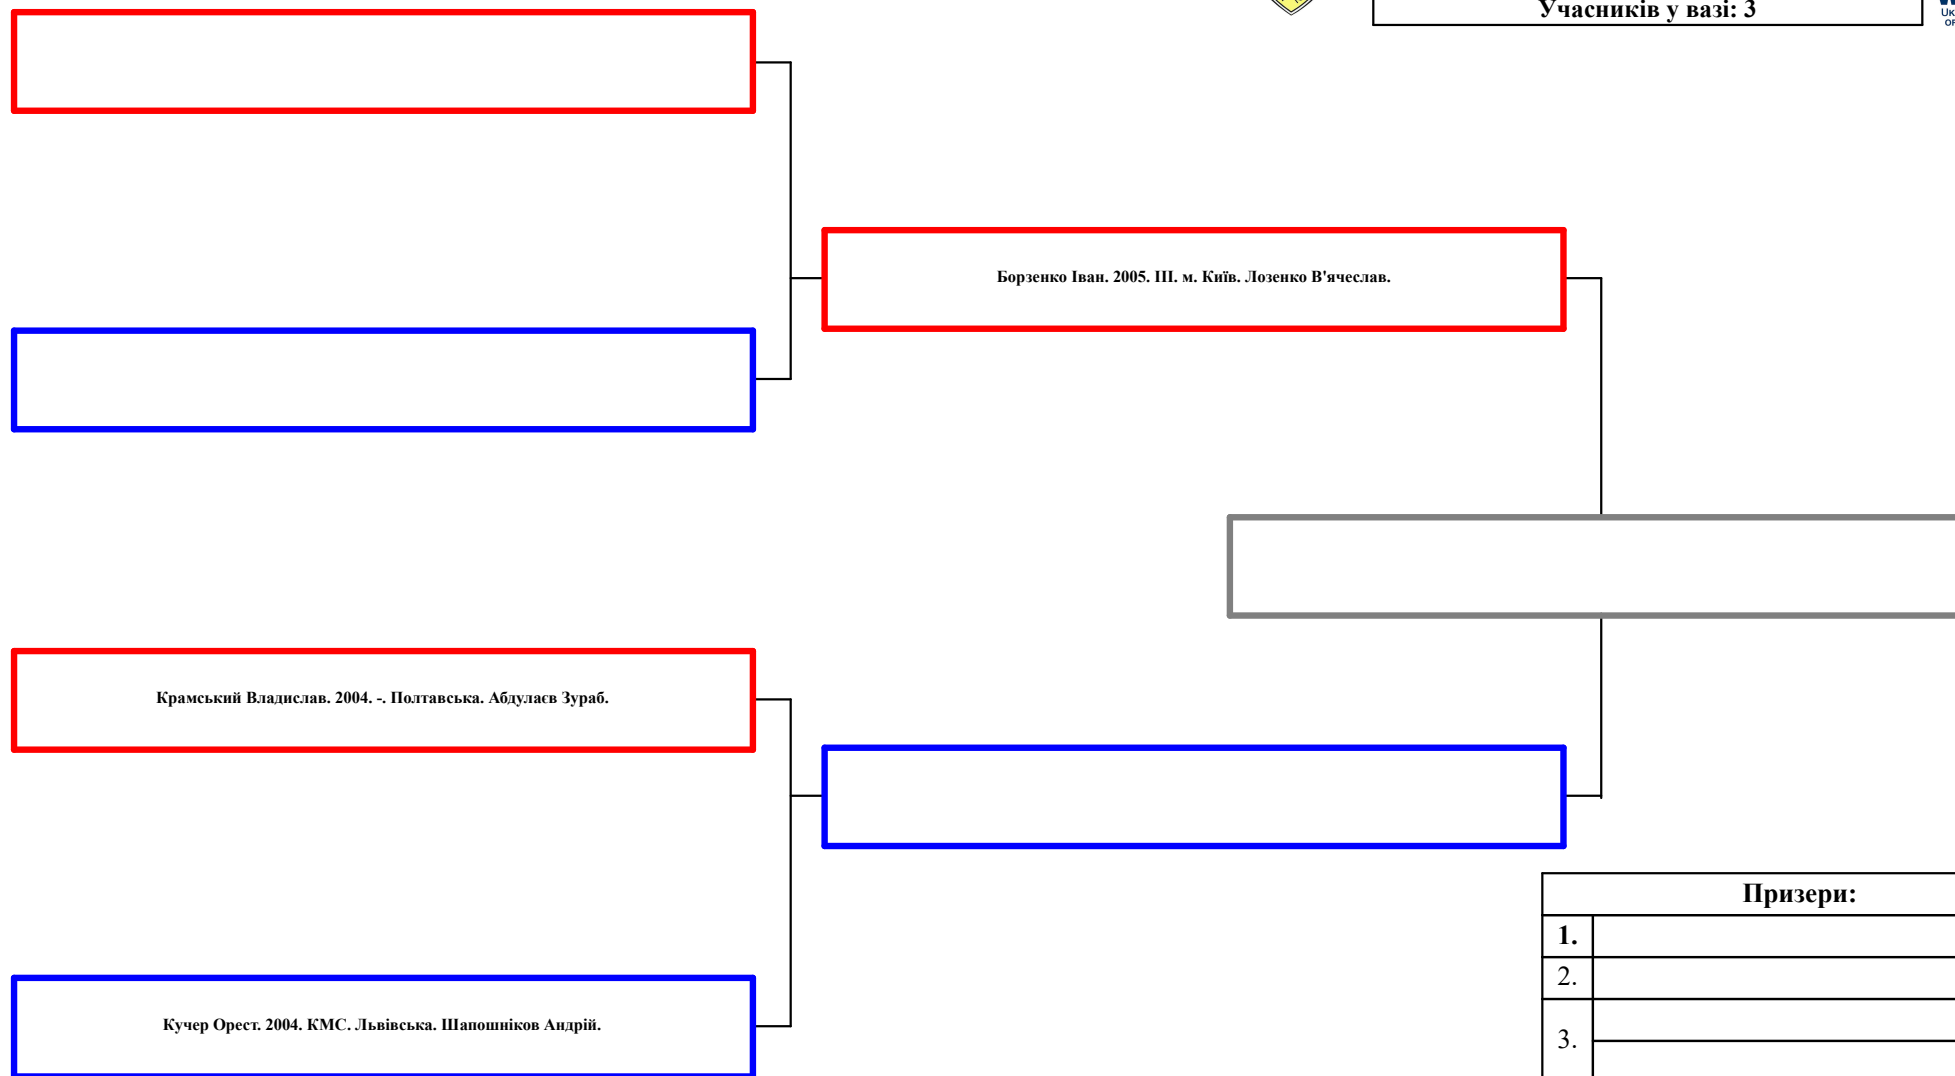 Учасників у вазі: 3
Борзенко Іван. 2005. III. м. Київ. Лозенко В'ячеслав.
Крамський Владислав. 2004. -. Полтавська. Абдулаєв Зураб.
Призери:
1.
2.
Кучер Орест. 2004. КМС. Львівська. Шапошніков Андрій.
3.